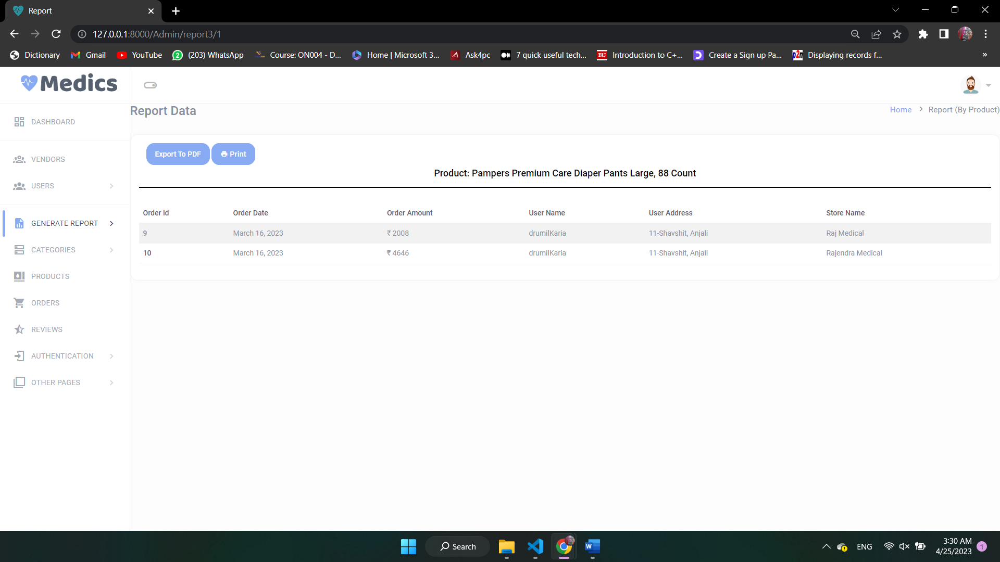 Report
127.0.0.1:8000/Admin/report3/1
Dictionary Gmail YouTube (203) WhatsApp Course: ON004 - D... Home | Microsoft 3... Ask4pc 7 quick useful tech... Introduction to C+... Create a Sign up Pa... Displaying records f... »
Medics
Report Data
Home > Report (By Product)
DASHBOARD
VENDORS
USERS
GENERATE REPORT
CATEGORIES
PRODUCTS
ORDERS
REVIEWS
AUTHENTICATION
OTHER PAGES
Export To PDF Print
Product: Pampers Premium Care Diaper Pants Large, 88 Count
Order id Order Date Order Amount User Name User Address Store Name
9 March 16, 2023 ₹ 2008 drumilKaria 11-Shavshit, Anjali Raj Medical
10 March 16, 2023 ₹ 4646 drumilKaria 11-Shavshit, Anjali Rajendra Medical
Search
ENG
3:30 AM
4/25/2023
1